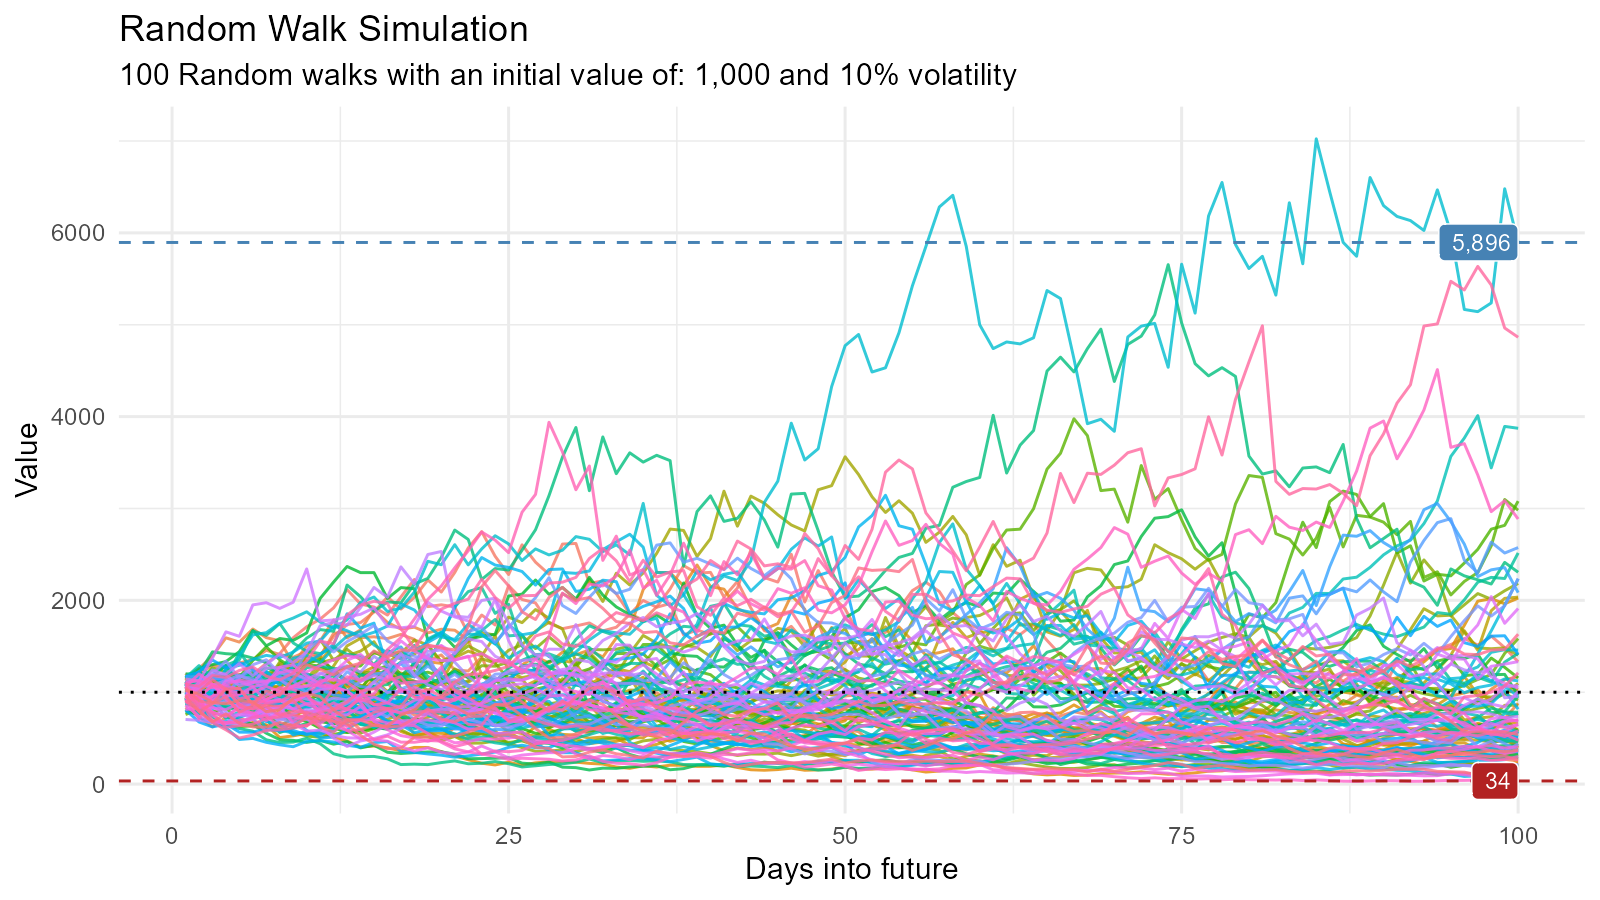 Random Walk Simulation
100 Random walks with an initial value of: 1,000 and 10% volatility
Value
6000
4000
2000
0
5,896
34
0 25 50 75 100
Days into future